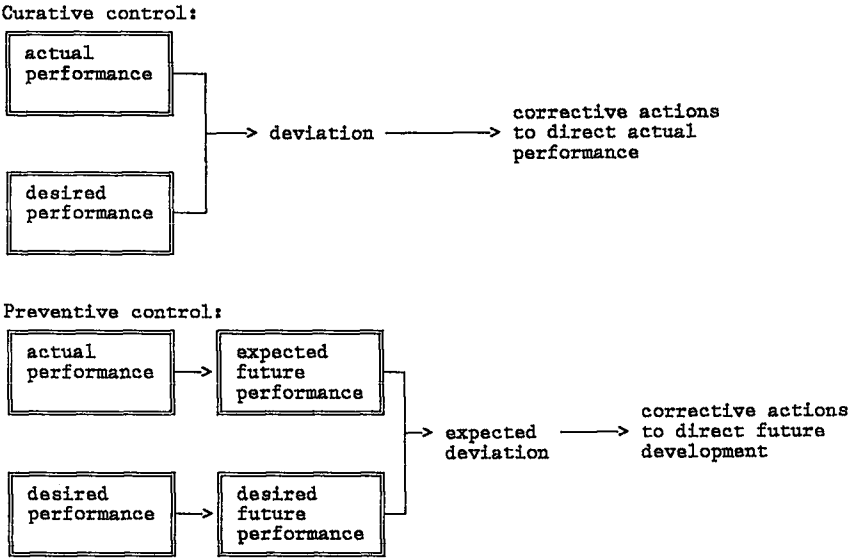 Curative control:
actual
performance
deviation
corrective actions
to direct actual
performance
desired
performance
Preventive control:
actual
performance
expected
future
performance
expected
deviation
corrective actions
to direct future
development
desired
performance
desired
future
performance